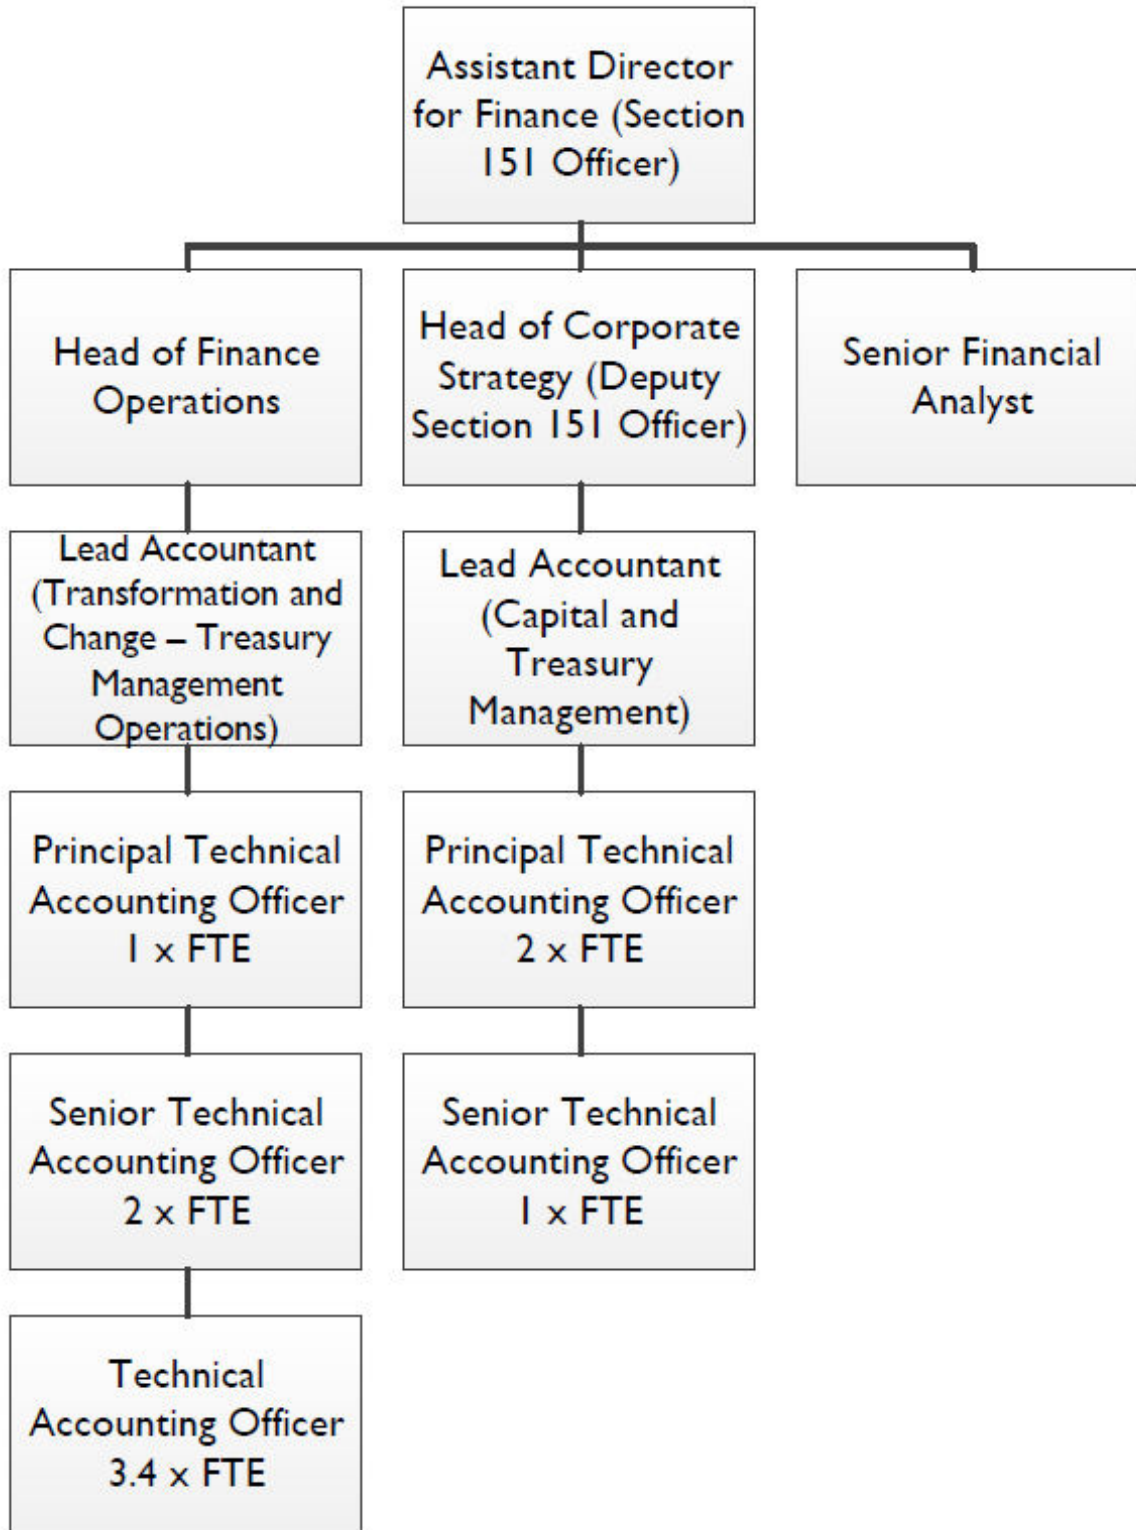 Assistant Director
for Finance (Section
151 Officer)
Head of Finance
Operations
Head of Corporate
Strategy (Deputy
Section 151 Officer)
Senior Financial
Analyst
Lead Accountant
(Transformation and
Change – Treasury
Management
Operations)
Lead Accountant
(Capital and
Treasury
Management)
Principal Technical
Accounting Officer
1 x FTE
Principal Technical
Accounting Officer
2 x FTE
Senior Technical
Accounting Officer
2 x FTE
Senior Technical
Accounting Officer
1 x FTE
Technical
Accounting Officer
3.4 x FTE